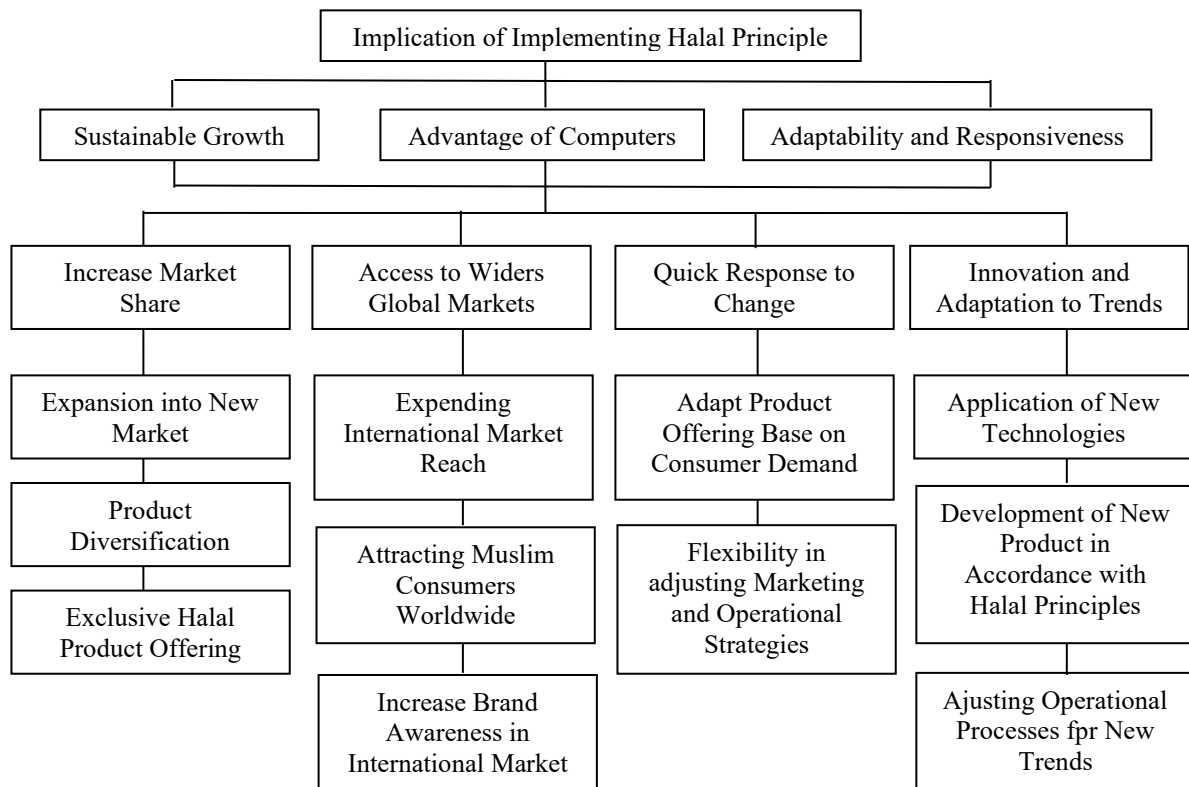 Implication of Implementing Halal Principle
Sustainable Growth
Advantage of Computers
Adaptability and Responsiveness
Increase Market
Share
Access to Widers
Global Markets
Quick Response to
Change
Innovation and
Adaptation to Trends
Expansion into New
Market
Expending
International Market
Reach
Adapt Product
Offering Base on
Consumer Demand
Application of New
Technologies
Product
Diversification
Attracting Muslim
Consumers
Worldwide
Flexibility in
adjusting Marketing
and Operational
Strategies
Development of New
Product in
Accordance with
Halal Principles
Exclusive Halal
Product Offering
Increase Brand
Awareness in
International Market
Ajusting Operational
Processes fpr New
Trends